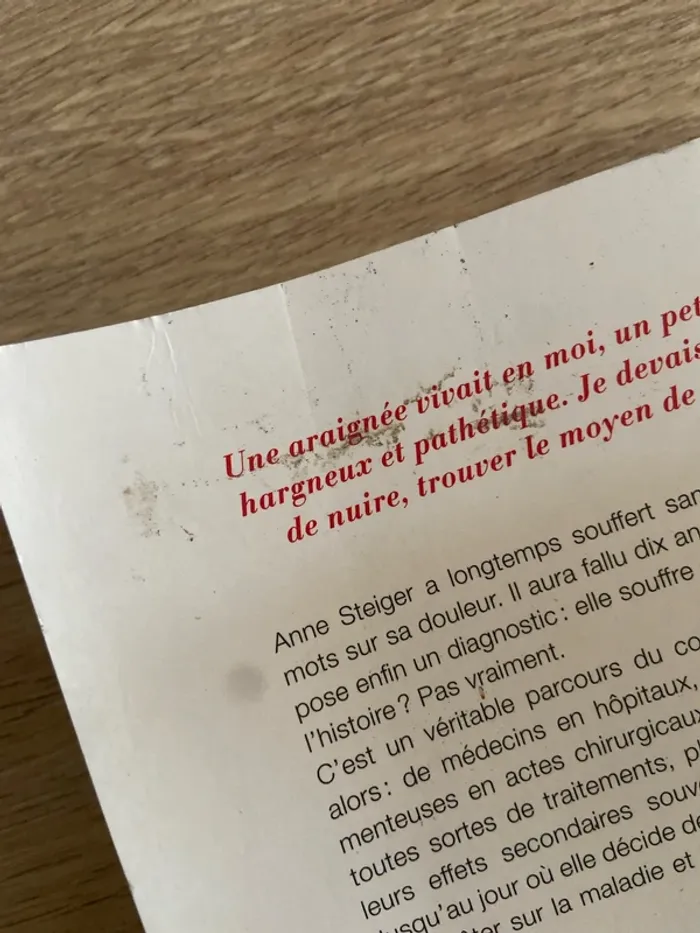 Une araignée vivait en moi, un pet
hargneux et pathétique. Je devais
de nuire, trouver le moyen de
Anne Steiger a longtemps souffert san
mots sur sa douleur. Il aura fallu dix an
pose enfin un diagnostic : elle souffre
l'histoire ? Pas vraiment.
C'est un véritable parcours du co
alors : de médecins en hôpitaux,
menteuses en actes chirurgicaux
toutes sortes de traitements, pl
leurs effets secondaires souv
jusqu'au jour où elle décide de
sur la maladie et